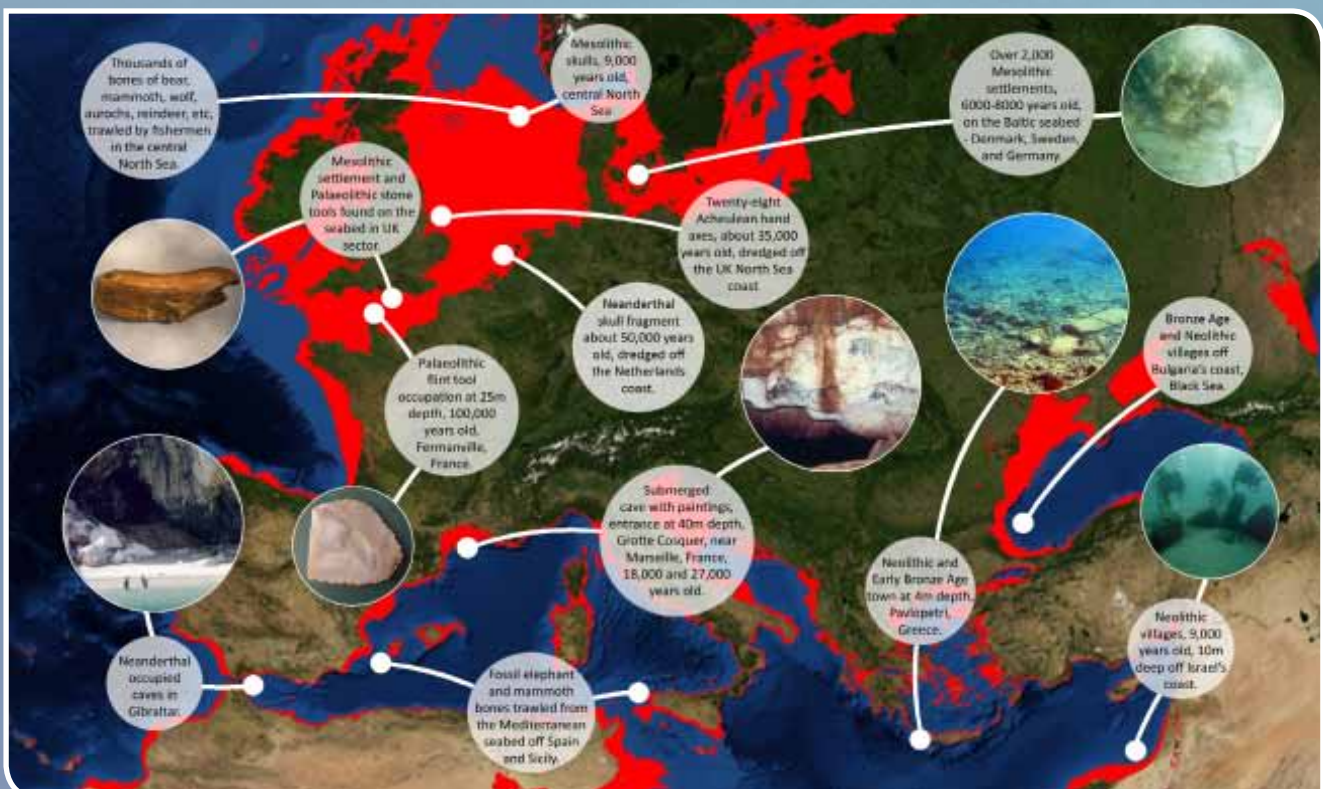 Thousands of
bones of bear,
mammoth, wolf,
aurochs, reindeer, etc,
trawled by fishermen
in the central
North Sea.
Mesolithic
skulls, 9,000
years old,
central North
Sea
Over 2,000
Mesolithic
settlements,
6000-8000 years old,
on the Baltic seabed
- Denmark, Sweden,
and Germany.
Mesolithic
settlement and
Palaeolithic stone
tools found on the
seabed in UK
sector.
Twenty-eight
Acheulean hand
axes, about 35,000
years old, dredged off
the UK North Sea
coast
Neanderthal
skull fragment
about 50,000 years
old, dredged off
the Netherlands
coast.
Bronze Age
and Neolithic
villages off
Bulgaria's coast,
Black Sea.
Palaeolithic
flint tool
occupation at 25m
depth, 100,000
years old,
Fermanville,
France.
Submerged
cave with paintings,
entrance at 40m depth,
Grotte Cosquer, near
Marseille, France,
18,000 and 27,000
years old.
Neolithic and
Early Bronze Age
town at 4m depth,
Pavlopetri,
Greece.
Neolithic
villages, 9,000
years old, 10m
deep off Israel's
coast.
Neanderthal
occupied
caves in
Gibraltar.
Fossil elephant
and mammoth
bones trawled from
the Mediterranean
seabed off Spain
and Sicily.